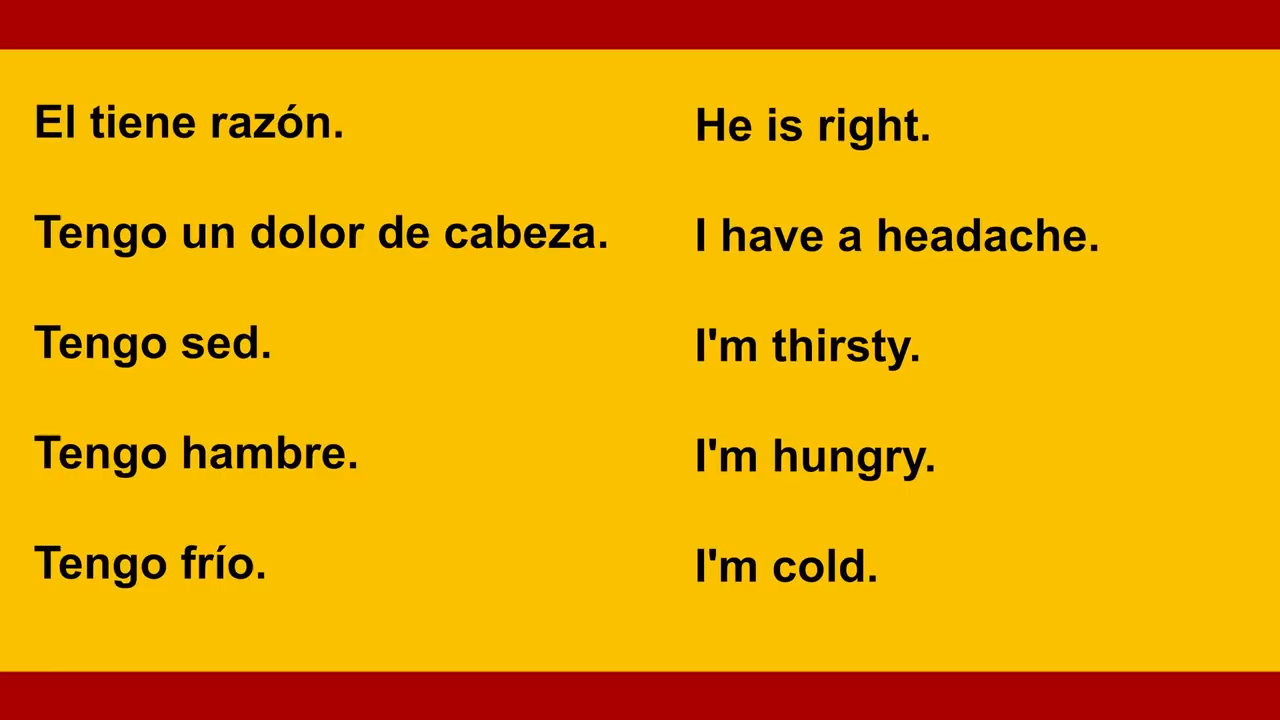 El tiene razón.
He is right.
Tengo un dolor de cabeza.
I have a headache.
Tengo sed.
I'm thirsty.
Tengo hambre.
I'm hungry.
Tengo frío.
I'm cold.